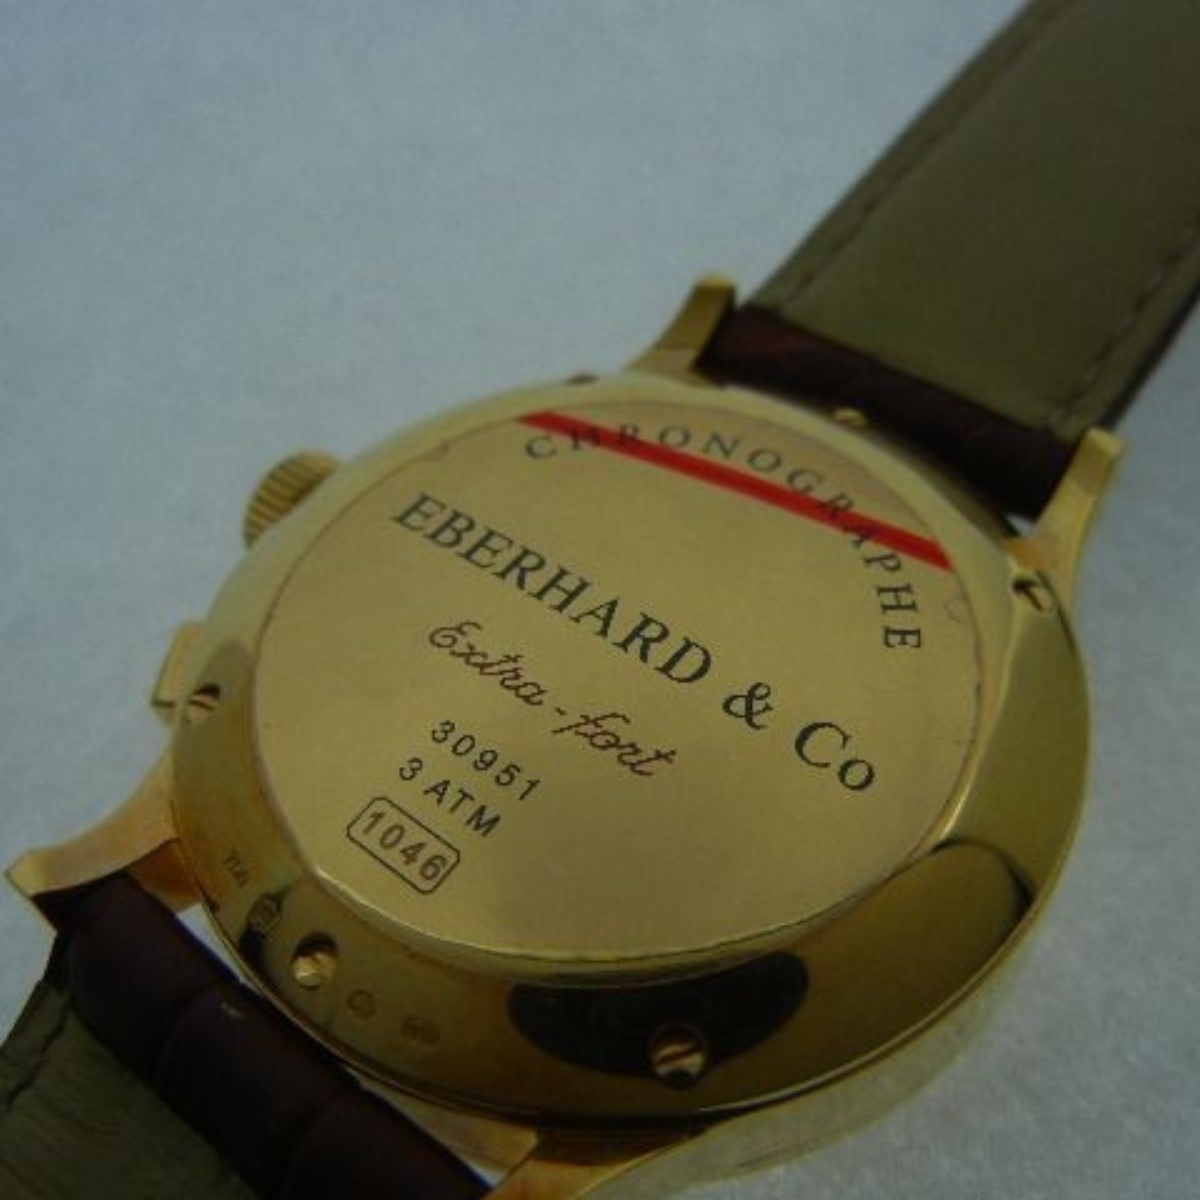 CHRONOGRAPHE
EBERHARD & Co
Extra-fort
30951
3 ATM
1046